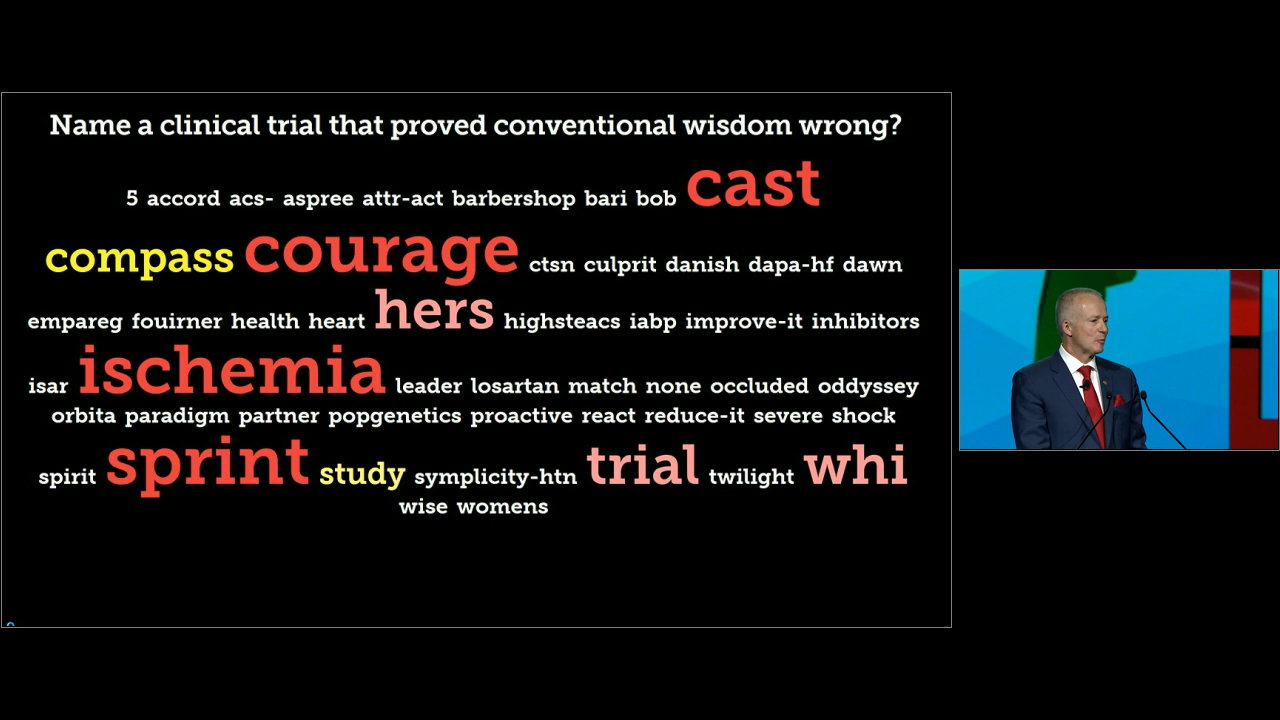 Name a clinical trial that proved conventional wisdom wrong?
5 accord acs- aspree attr-act barbershop bari bob cast
compass courage ctsn culprit danish dapa-hf dawn
empareg fouirner health heart hers highsteacs iabp improve-it inhibitors
isar ischemia leader losartan match none occluded oddyssey
orbita paradigm partner popgenetics proactive react reduce-it severe shock
spirit sprint study symplicity-htn trial twilight whi
wise womens